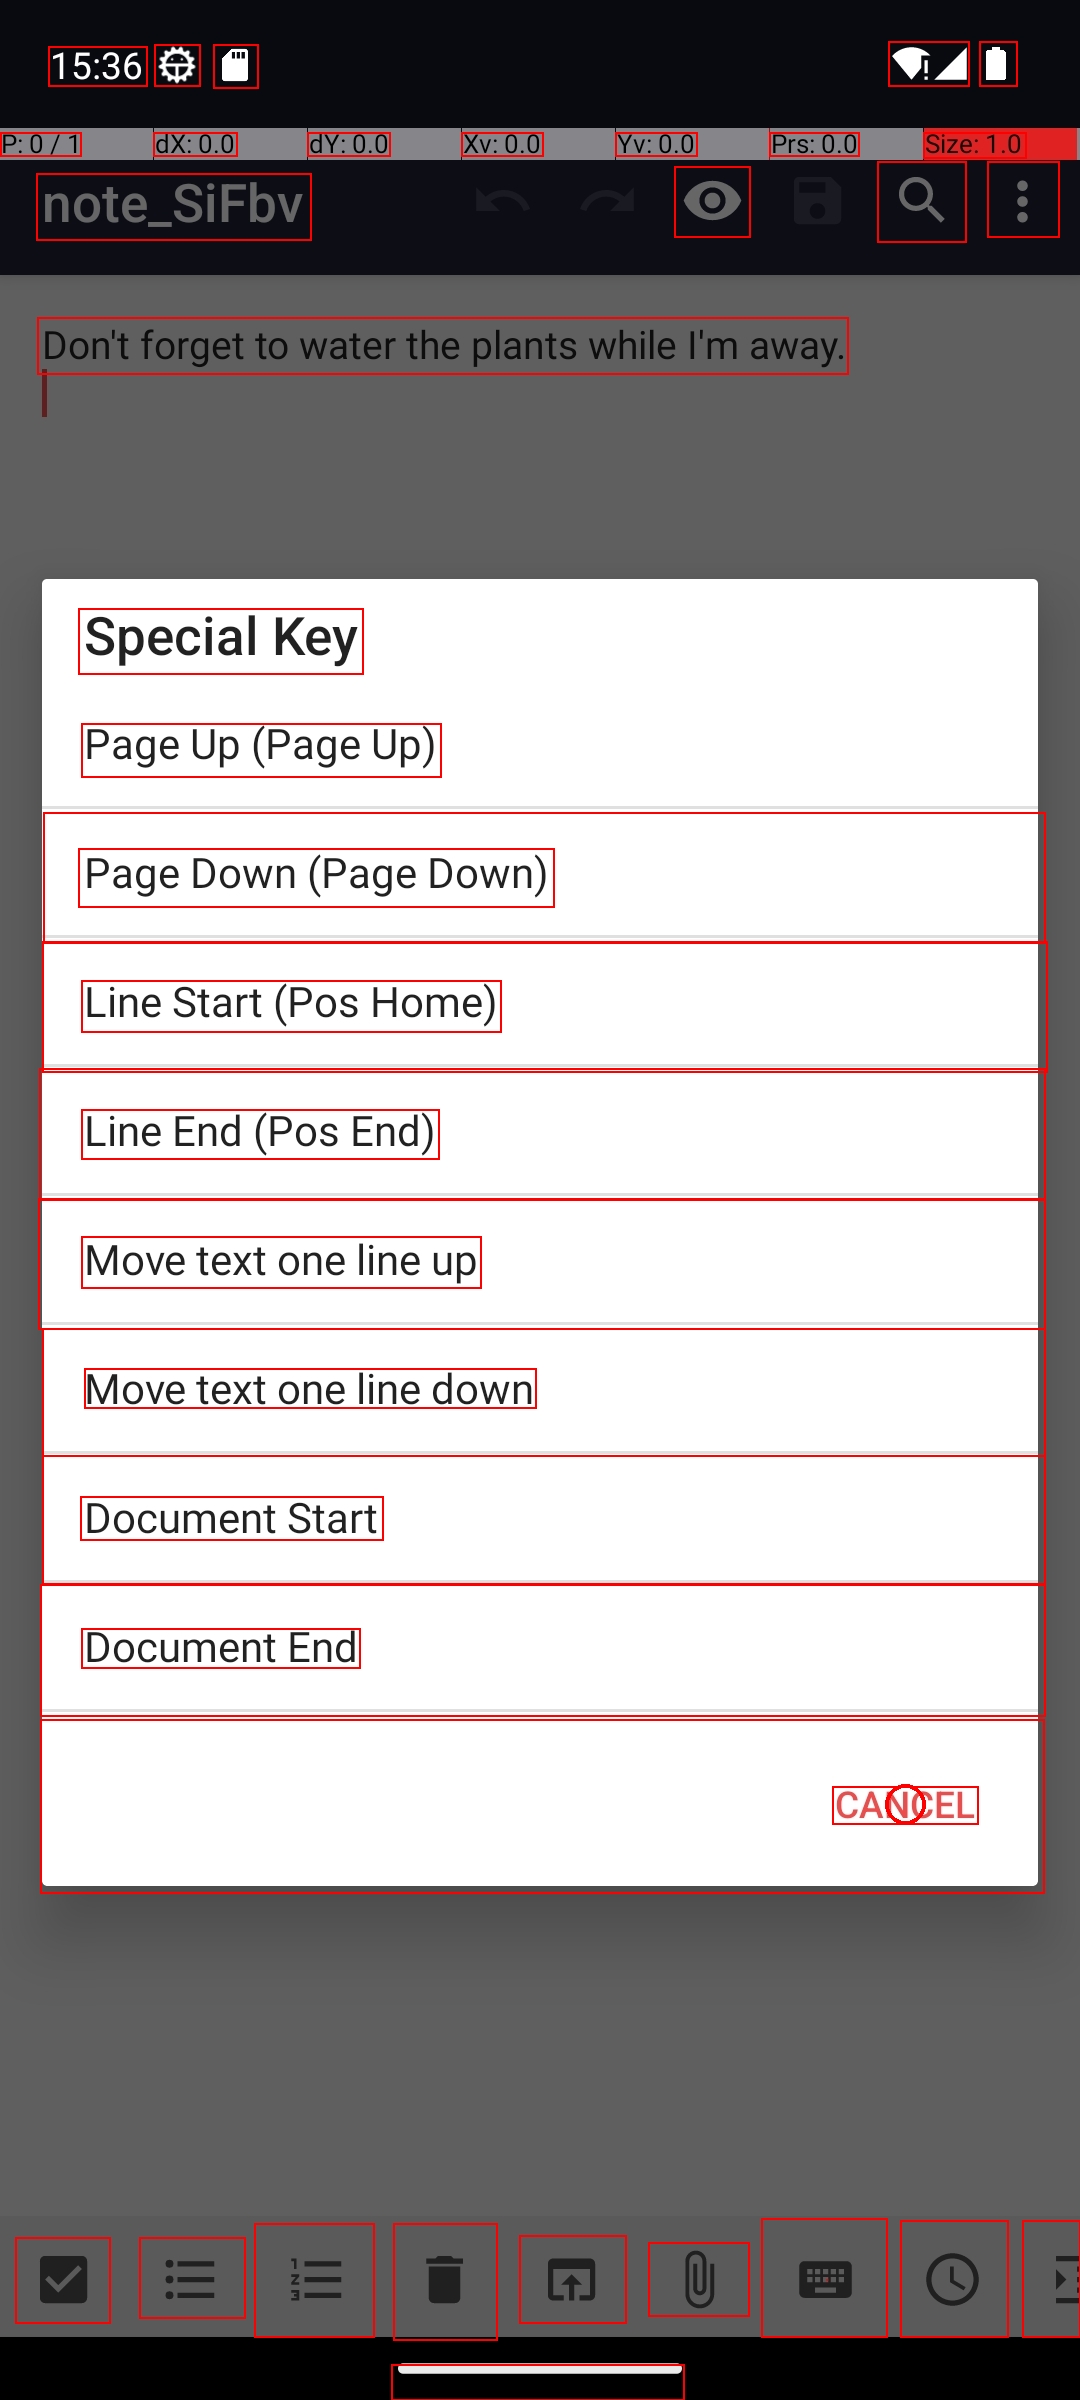 15:36
P: 0 / 1 dX: 0.0 dY: 0.0 Xv: 0.0 Yv: 0.0 Prs: 0.0 Size: 1.0
note_SiFbv
Don't forget to water the plants while I'm away.
Special Key
Page Up (Page Up)
Page Down (Page Down)
Line Start (Pos Home)
Line End (Pos End)
Move text one line up
Move text one line down
Document Start
Document End
CANCEL